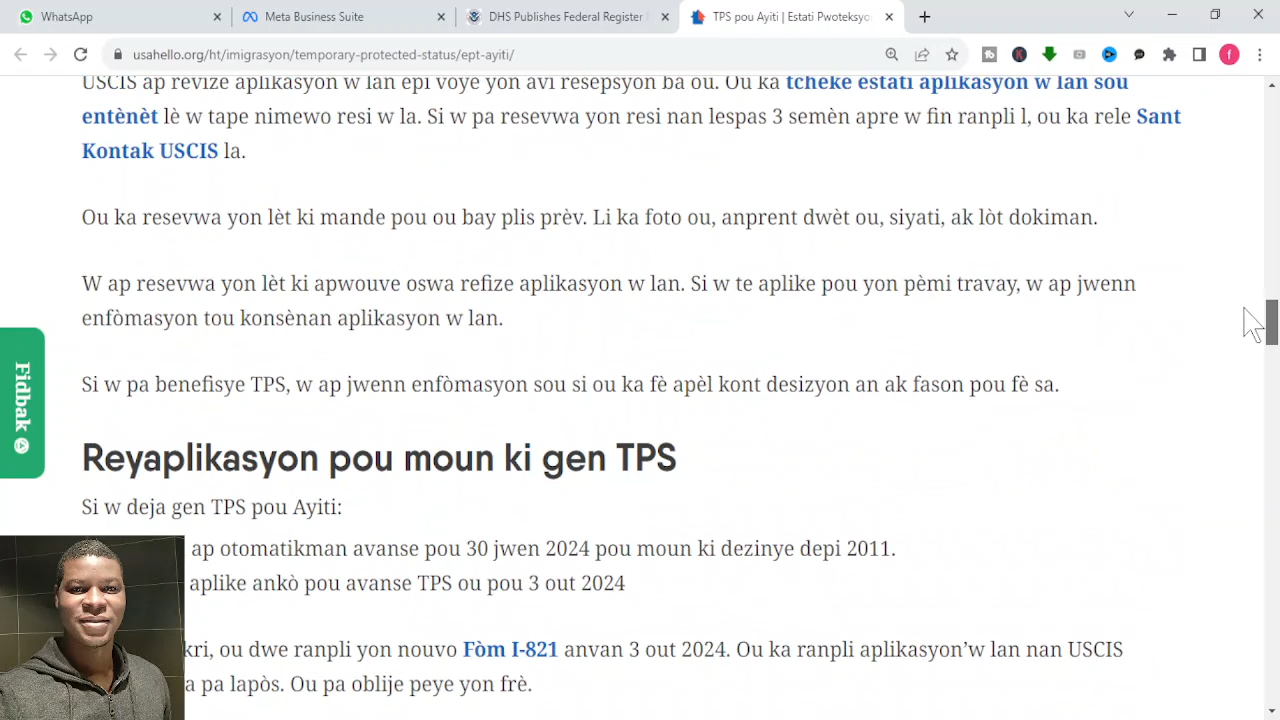 WhatsApp
Meta Business Suite
DHS Publishes Federal Register
TPS pou Ayiti | Estati Pwoteksyo
usahello.org/ht/imigrasyon/temporary-protected-status/ept-ayiti/
USCIS ap revize aplikasyon w lan epi voye yon avi resepsyon ba ou. Ou ka tcheke estati aplikasyon w lan sou
entènèt lè w tape nimewo resi w la. Si w pa resevwa yon resi nan lespas 3 semèn apre w fin ranpli l, ou ka rele Sant
Kontak USCIS la.
Ou ka resevwa yon lèt ki mande pou ou bay plis prèv. Li ka foto ou, anprent dwèt ou, siyati, ak lòt dokiman.
W ap resevwa yon lèt ki apwouve oswa refize aplikasyon w lan. Si w te aplike pou yon pèmi travay, w ap jwenn
enfòmasyon tou konsènan aplikasyon w lan.
Si w pa benefisye TPS, w ap jwenn enfòmasyon sou si ou ka fè apèl kont desizyon an ak fason pou fè sa.
Fidbak
Reyaplikasyon pou moun ki gen TPS
Si w deja gen TPS pou Ayiti:
ap otomatikman avanse pou 30 jwen 2024 pou moun ki dezinye depi 2011.
aplike ankò pou avanse TPS ou pou 3 out 2024
kri, ou dwe ranpli yon nouvo Fòm I-821 anvan 3 out 2024. Ou ka ranpli aplikasyon’w lan nan USCIS
a pa lapòs. Ou pa oblije peye yon frè.